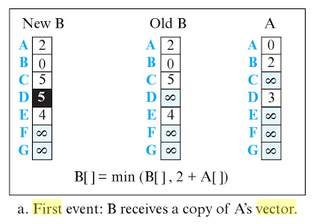 New B Old B A
A 2 A 2 A 0
B 0 B 0 B 2
C 5 C 5 C ∞
D 5 D ∞ D 3
E 4 E 4 E ∞
F ∞ F ∞ F ∞
G ∞ G ∞ G ∞
B[ ] = min (B[ ] , 2 + A[ ])
a. First event: B receives a copy of A's vector.